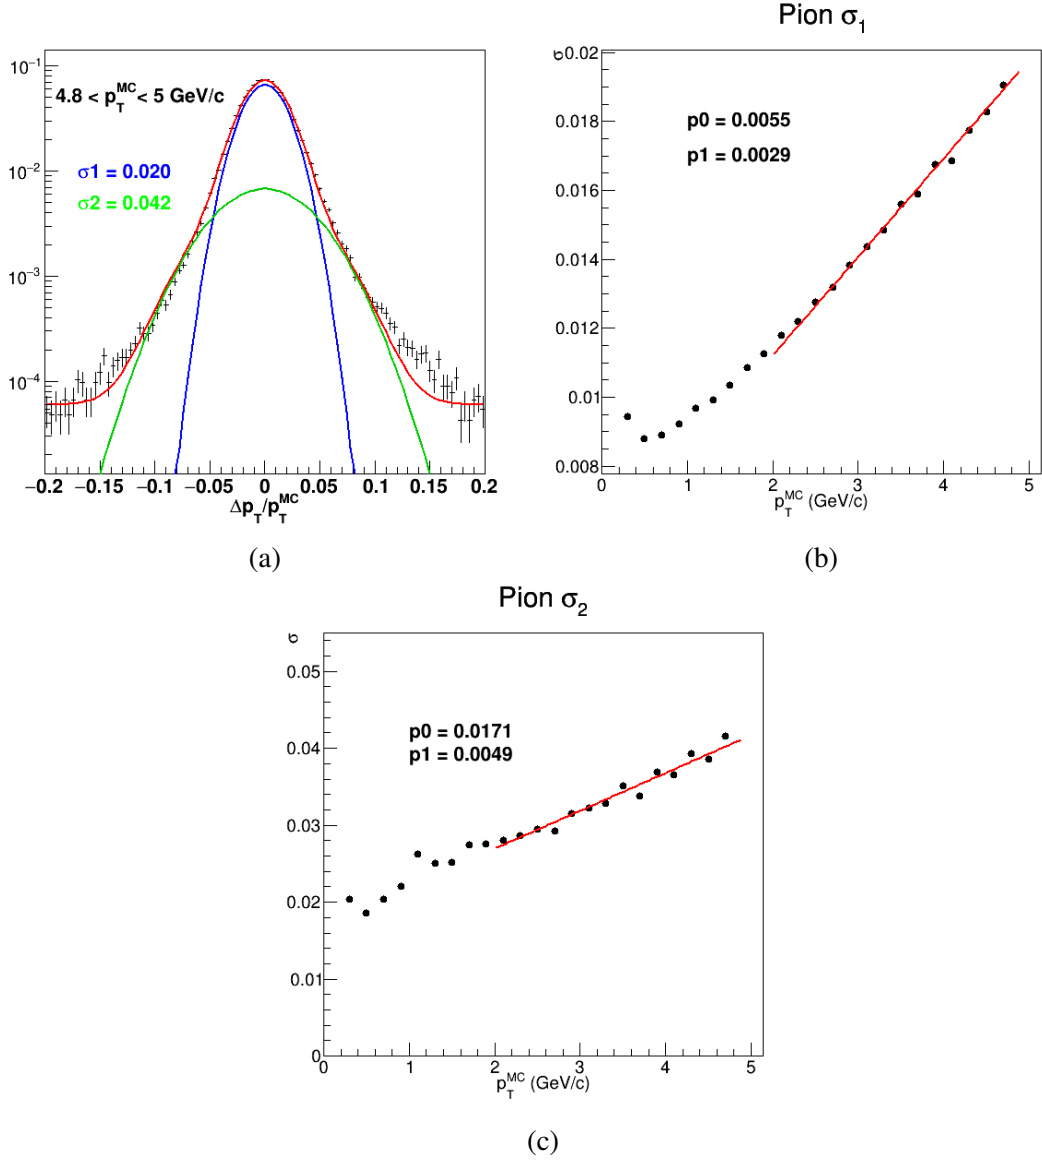 10⁻¹
4.8 < p_T^MC < 5 GeV/c
σ1 = 0.020
10⁻²
σ2 = 0.042
10⁻³
10⁻⁴
−0.2 −0.15 −0.1 −0.05 0 0.05 0.1 0.15 0.2
Δp_T/p_T^MC
(a)
Pion σ₁
σ
0.02
p0 = 0.0055
0.018
p1 = 0.0029
0.016
0.014
0.012
0.01
0.008
0 1 2 3 4 5
p_T^MC (GeV/c)
(b)
Pion σ₂
σ
0.05
p0 = 0.0171
0.04
p1 = 0.0049
0.03
0.02
0.01
0
0 1 2 3 4 5
p_T^MC (GeV/c)
(c)